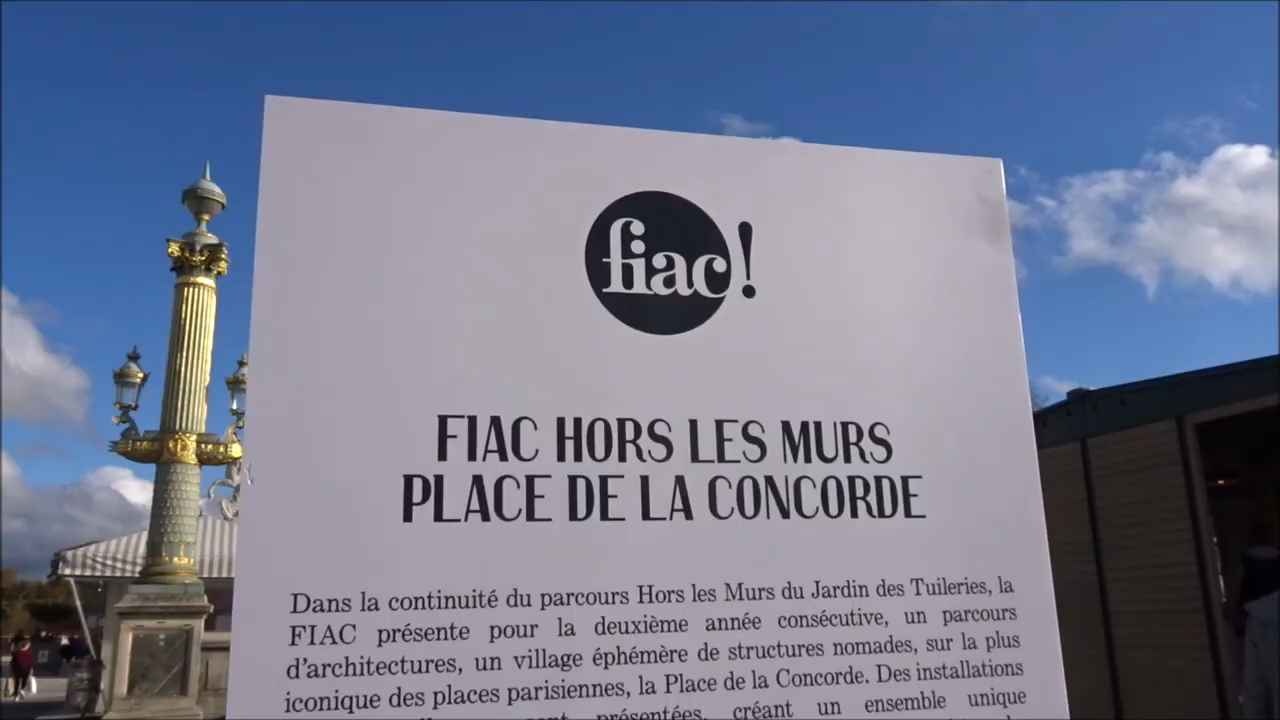 fiac!
FIAC HORS LES MURS
PLACE DE LA CONCORDE
Dans la continuité du parcours Hors les Murs du Jardin des Tuileries, la
FIAC présente pour la deuxième année consécutive, un parcours
d'architectures, un village éphémère de structures nomades, sur la plus
iconique des places parisiennes, la Place de la Concorde. Des installations
présentées, créant un ensemble unique